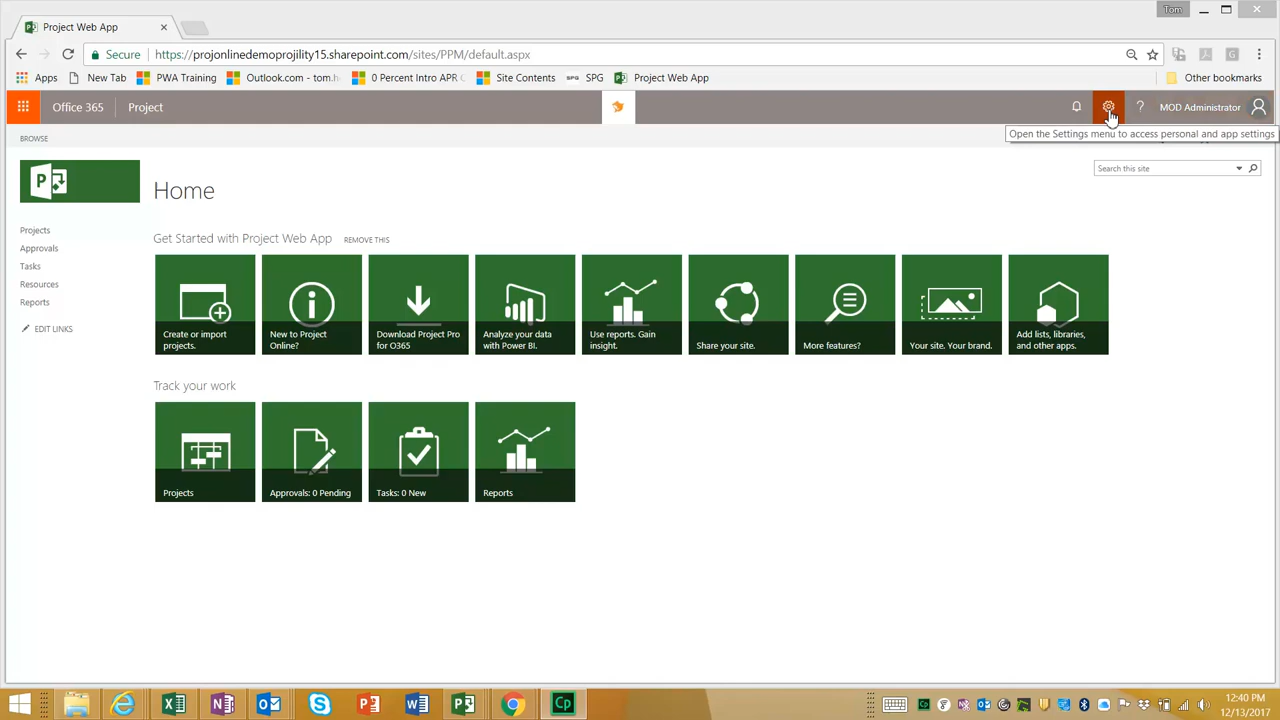 Tom
Project Web App
Secure
https://projonlinedemoprojility15.sharepoint.com/sites/PPM/default.aspx
Apps
New Tab
PWA Training
Outlook.com - tom.h
0 Percent Intro APR
Site Contents
SPG
SPG
Project Web App
Other bookmarks
Office 365
Project
?
MOD Administrator
Open the Settings menu to access personal and app settings
BROWSE
P
Home
Search this site
Projects
Approvals
Tasks
Resources
Reports
EDIT LINKS
Get Started with Project Web App
REMOVE THIS
Create or import
projects.
New to Project
Online?
Download Project Pro
for O365
Analyze your data
with Power BI.
Use reports. Gain
insight.
Share your site.
More features?
Your site. Your brand.
Add lists, libraries,
and other apps.
Track your work
Projects
Approvals: 0 Pending
Tasks: 0 New
Reports
Cp
12:40 PM
12/13/2017